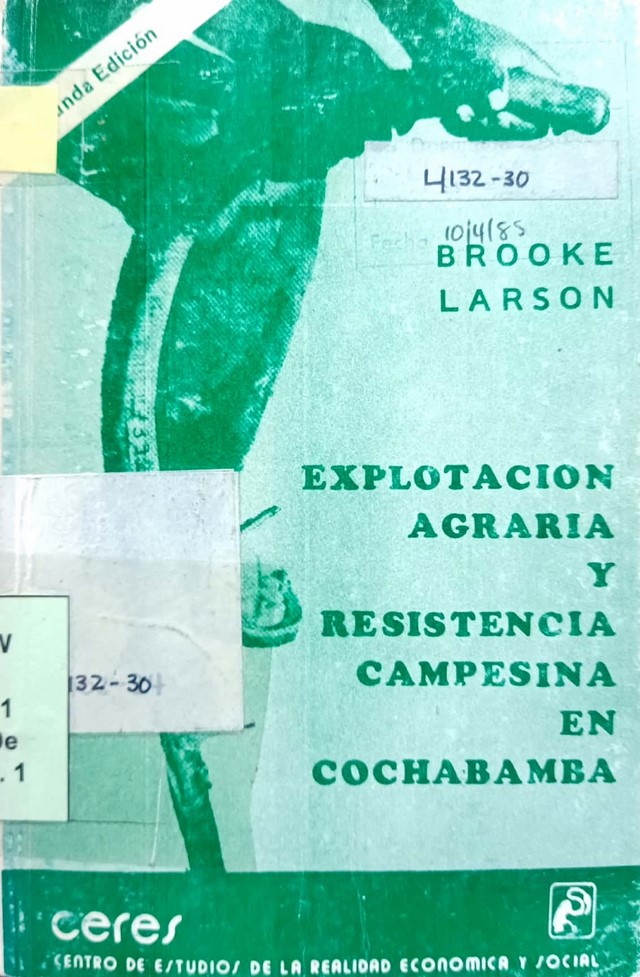 unda Edición
4132-30
Fecha 10/4/85
BROOKE
LARSON
EXPLOTACION
AGRARIA
Y
RESISTENCIA
CAMPESINA
EN
COCHABAMBA
132-30
1
. 1
ceres
CENTRO DE ESTUDIOS DE LA REALIDAD ECONOMICA Y SOCIAL